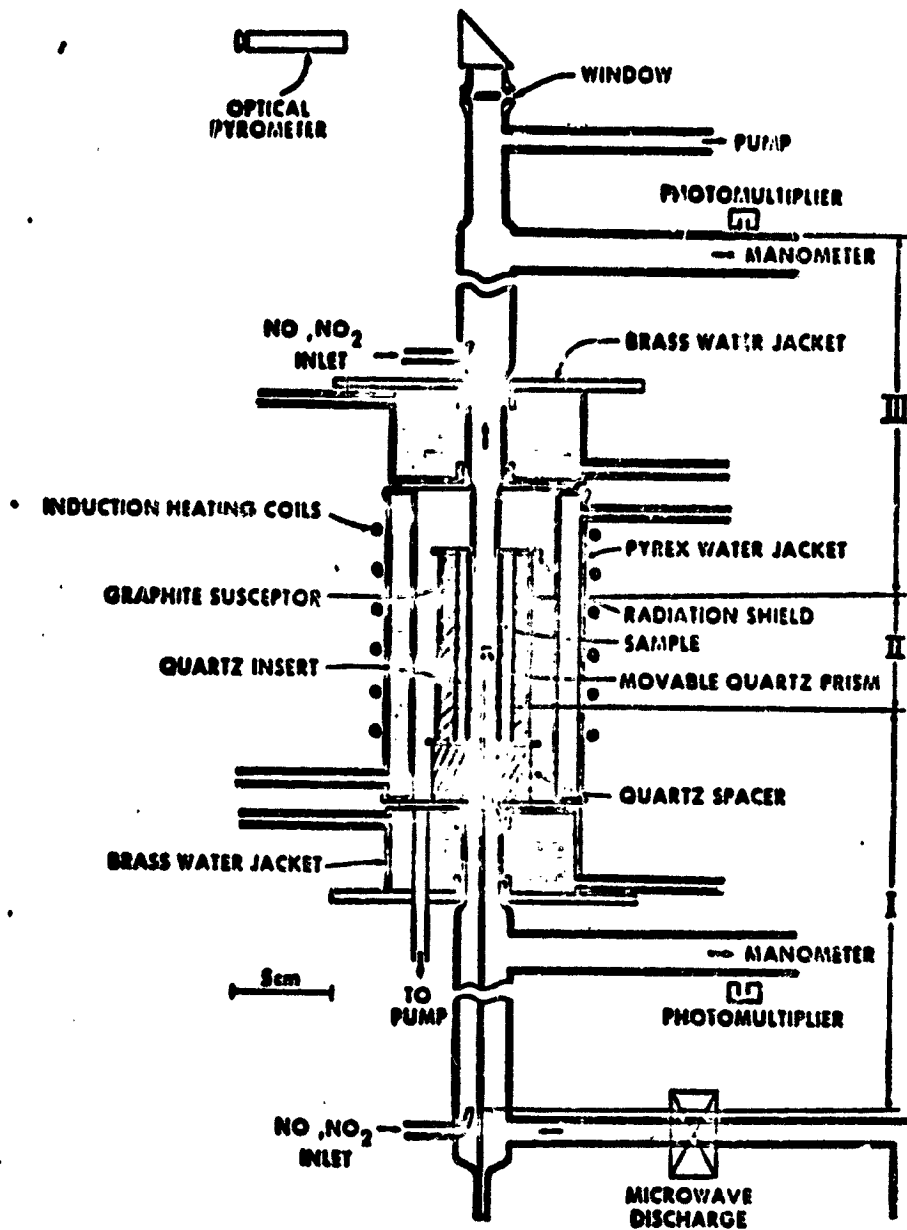 OPTICAL
PYROMETER
WINDOW
PUMP
PHOTOMULTIPLIER
MANOMETER
NO ,NO2
INLET
BRASS WATER JACKET
III
INDUCTION HEATING COILS
PYREX WATER JACKET
GRAPHITE SUSCEPTOR
RADIATION SHIELD
SAMPLE
II
QUARTZ INSERT
MOVABLE QUARTZ PRISM
QUARTZ SPACER
BRASS WATER JACKET
I
MANOMETER
5cm
TO
PUMP
PHOTOMULTIPLIER
NO ,NO2
INLET
MICROWAVE
DISCHARGE